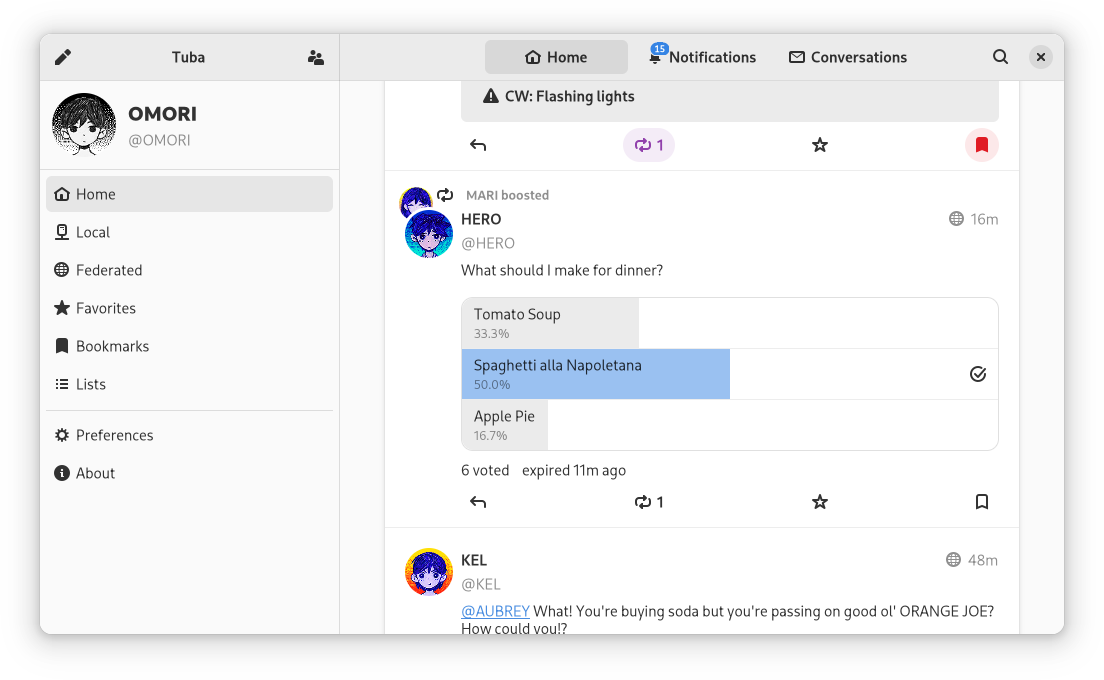 Tuba
Home
15
Notifications
Conversations
OMORI
@OMORI
Home
Local
Federated
Favorites
Bookmarks
Lists
Preferences
About
CW: Flashing lights
1
MARI boosted
HERO
16m
@HERO
What should I make for dinner?
Tomato Soup
33.3%
Spaghetti alla Napoletana
50.0%
Apple Pie
16.7%
6 voted expired 11m ago
1
KEL
48m
@KEL
@AUBREY What! You're buying soda but you're passing on good ol' ORANGE JOE?
How could you!?